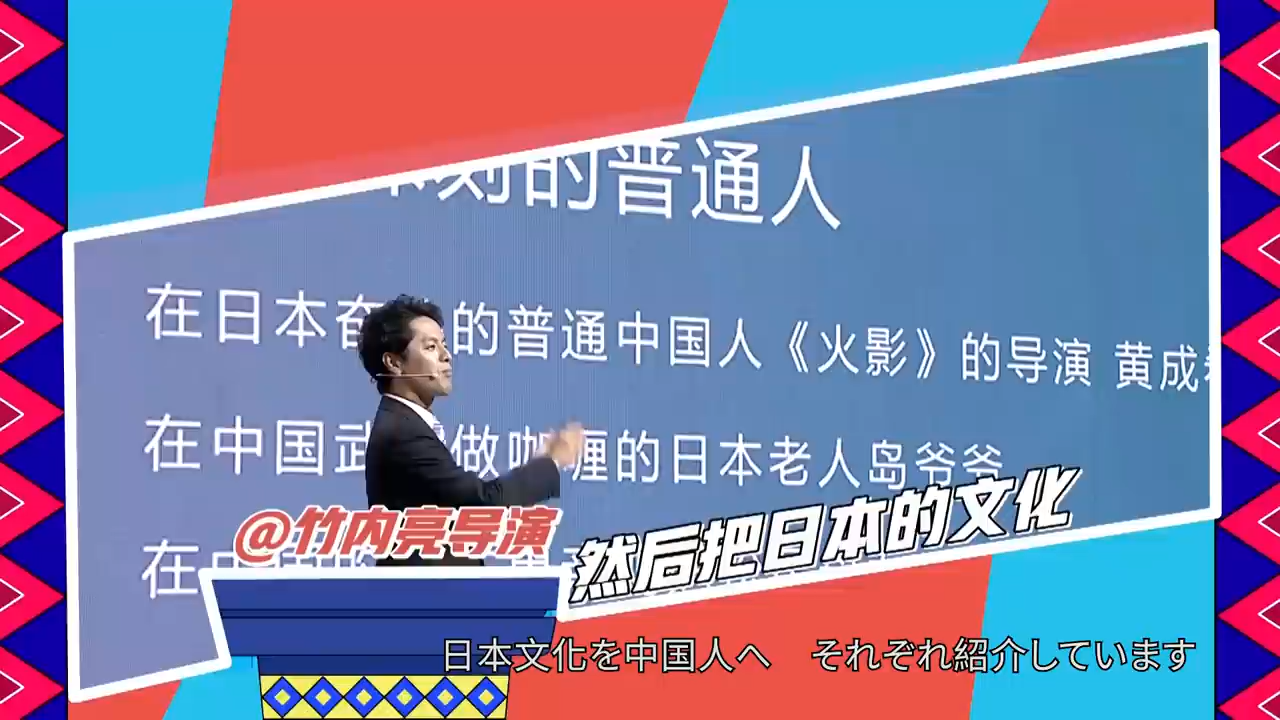 的普通人
在日本奋 的普通中国人《火影》的导演 黄成
在中国武 做咖喱的日本老人岛爷爷
在
@竹内亮导演
然后把日本的文化
日本文化を中国人へ それぞれ紹介しています